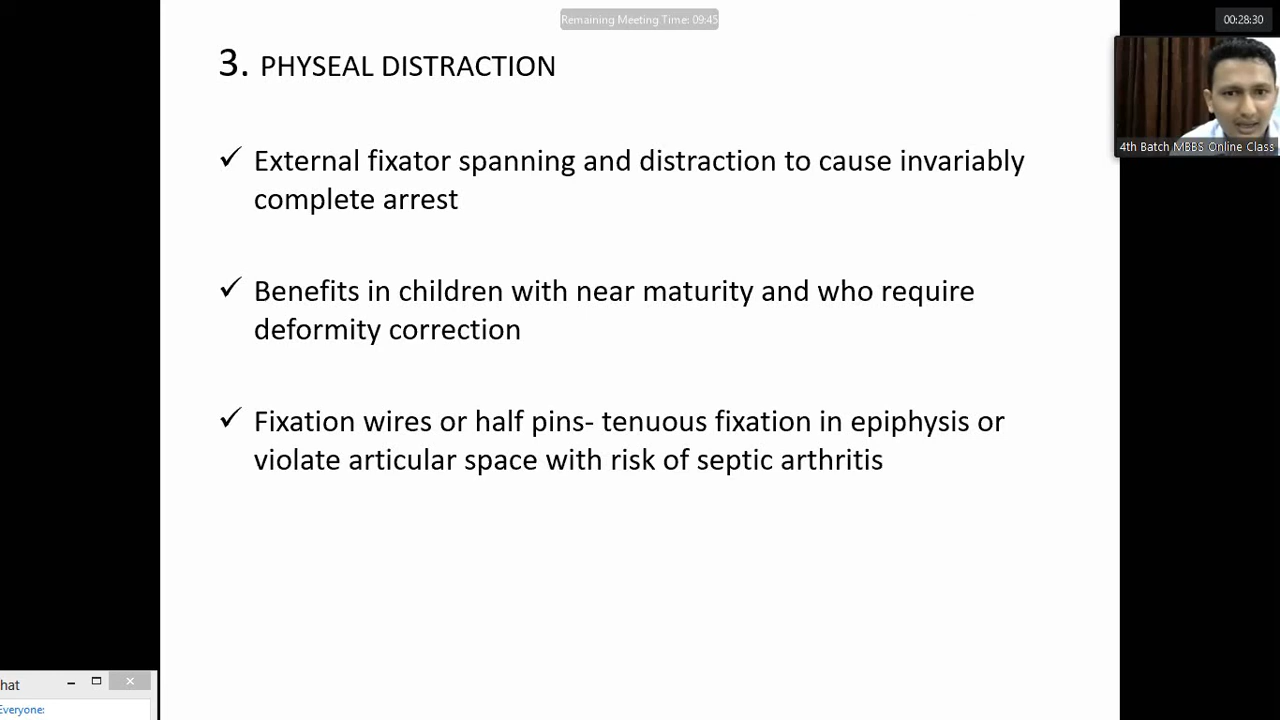 Remaining Meeting Time: 09:45
00:28:30
3. PHYSEAL DISTRACTION
4th Batch MBBS Online Class
✓ External fixator spanning and distraction to cause invariably
complete arrest
✓ Benefits in children with near maturity and who require
deformity correction
✓ Fixation wires or half pins- tenuous fixation in epiphysis or
violate articular space with risk of septic arthritis
hat
Everyone: